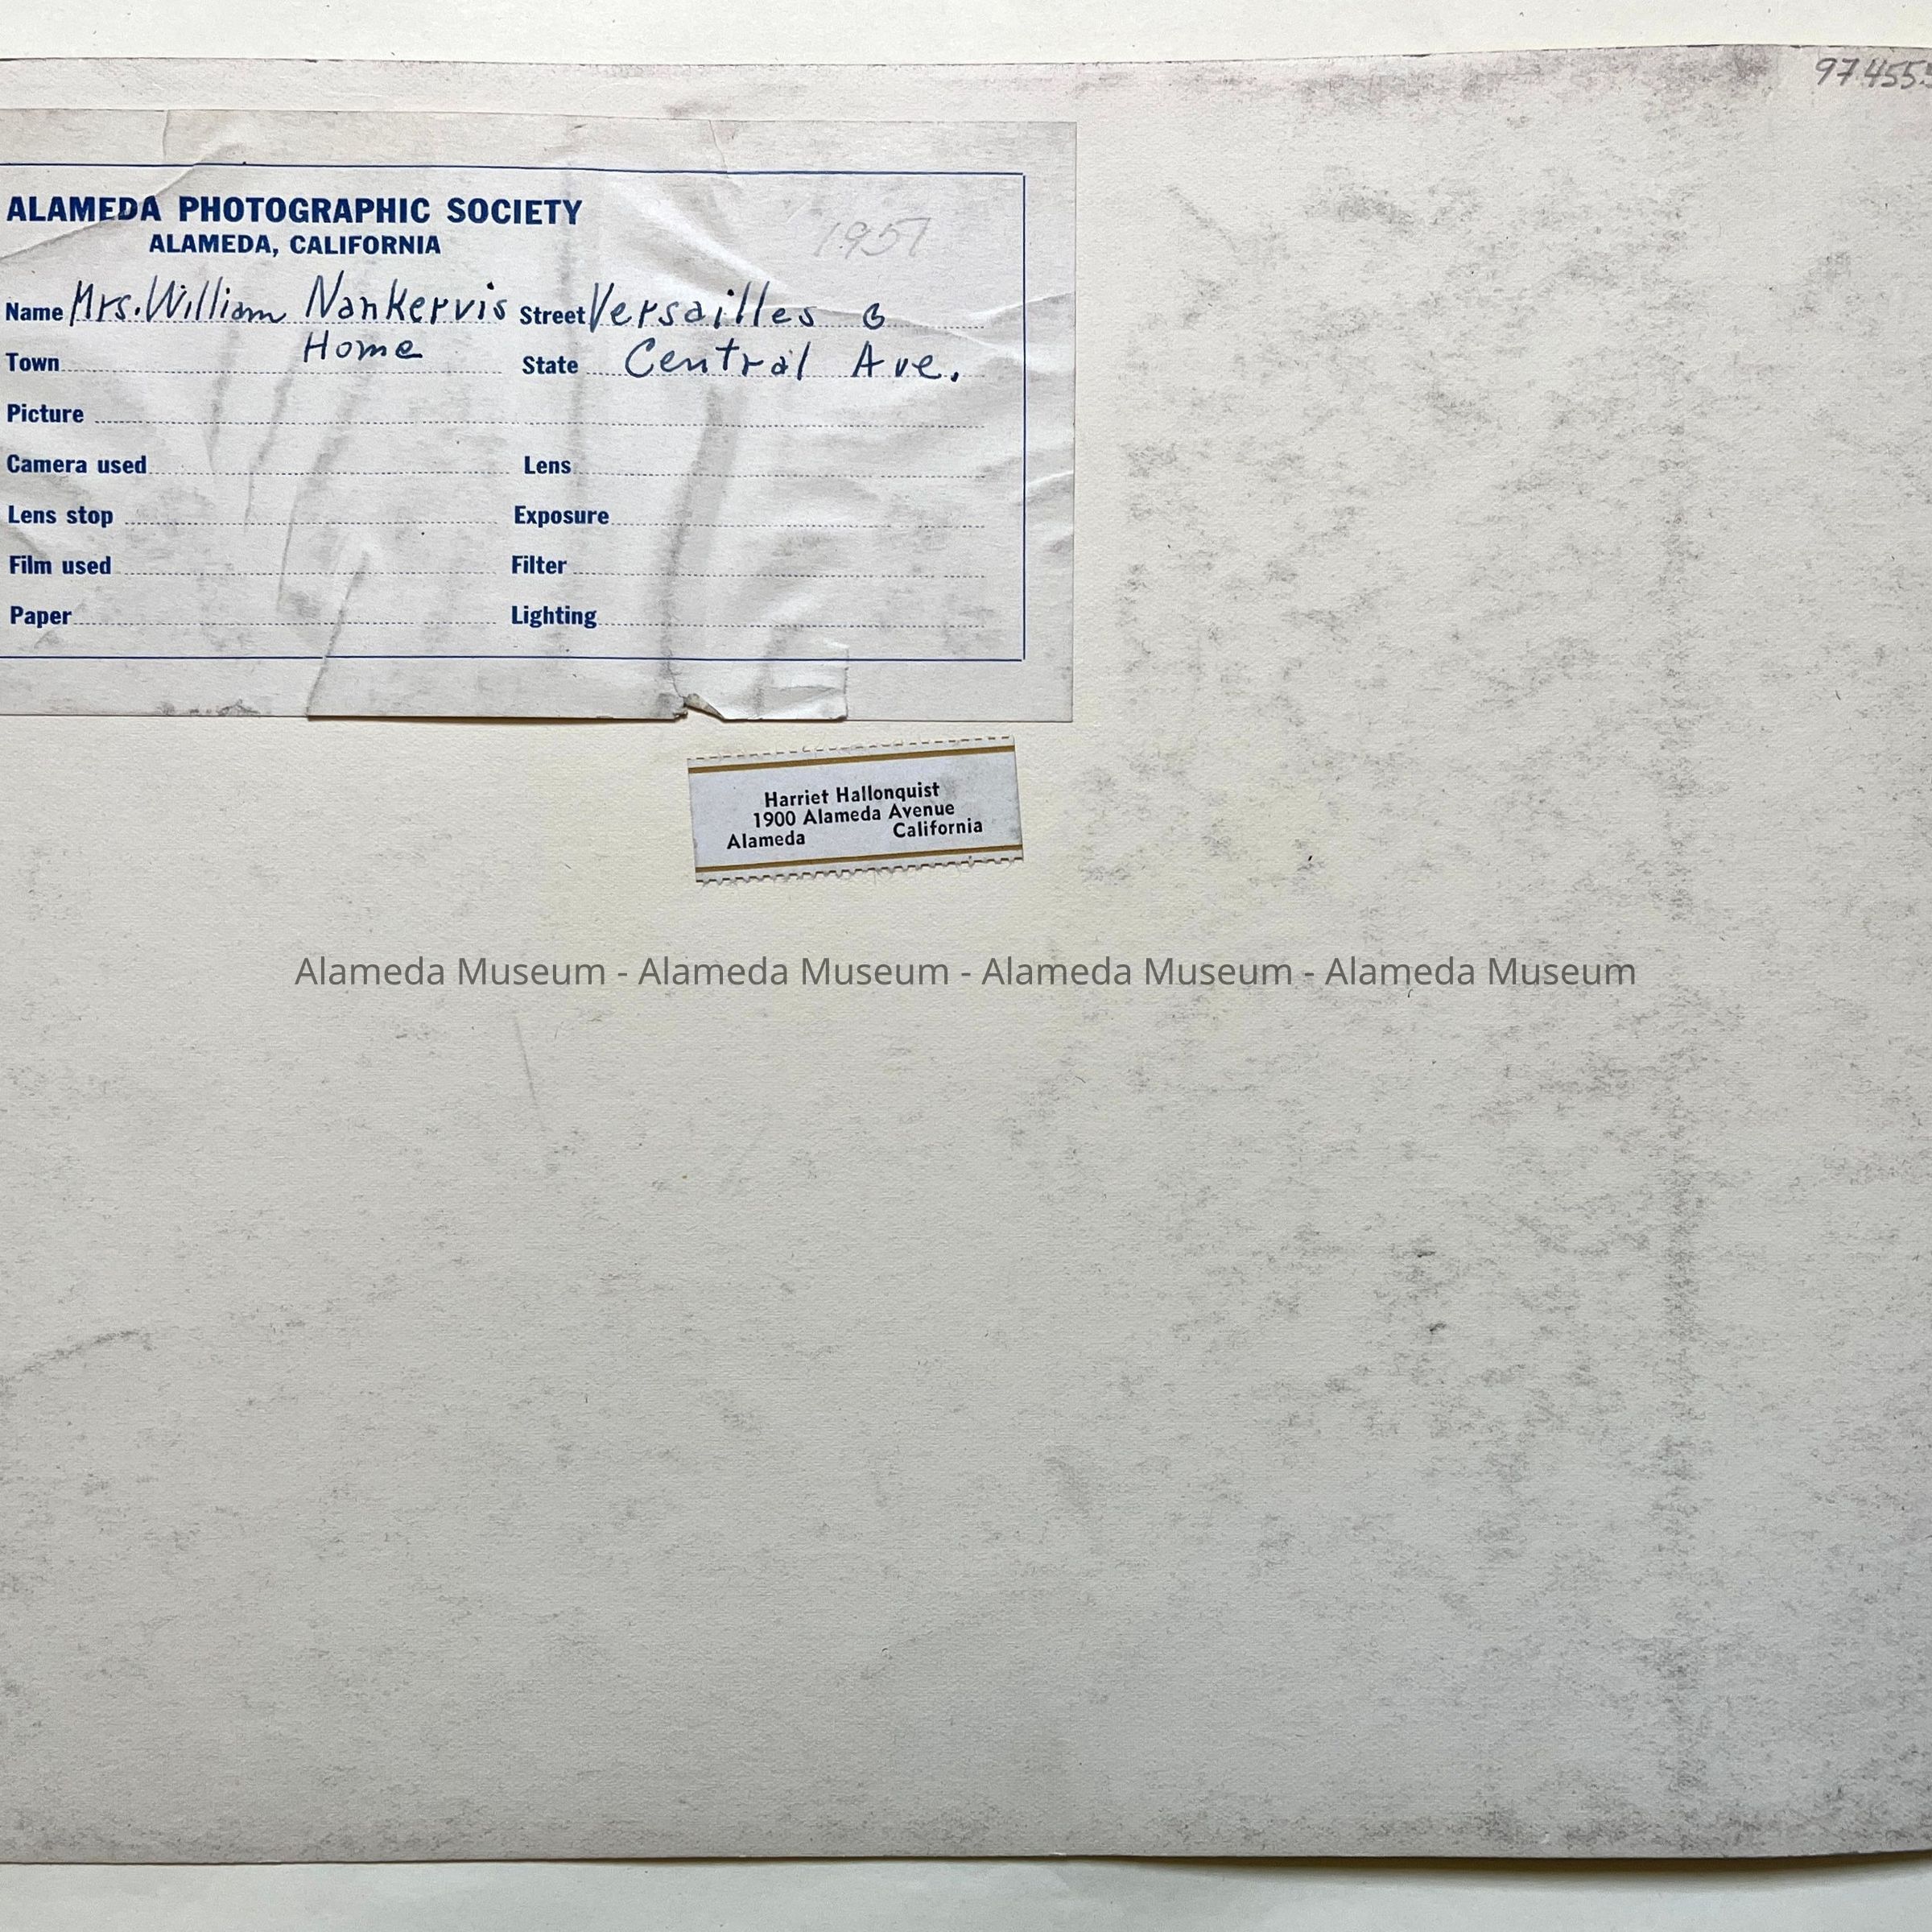 97.455.
ALAMEDA PHOTOGRAPHIC SOCIETY
ALAMEDA, CALIFORNIA
1957
Name Mrs. William Nankervis Street Versailles &
Home
Town State Central Ave.
Picture
Camera used Lens
Lens stop Exposure
Film used Filter
Paper Lighting
Harriet Hallonquist
1900 Alameda Avenue
Alameda California
Alameda Museum - Alameda Museum - Alameda Museum - Alameda Museum